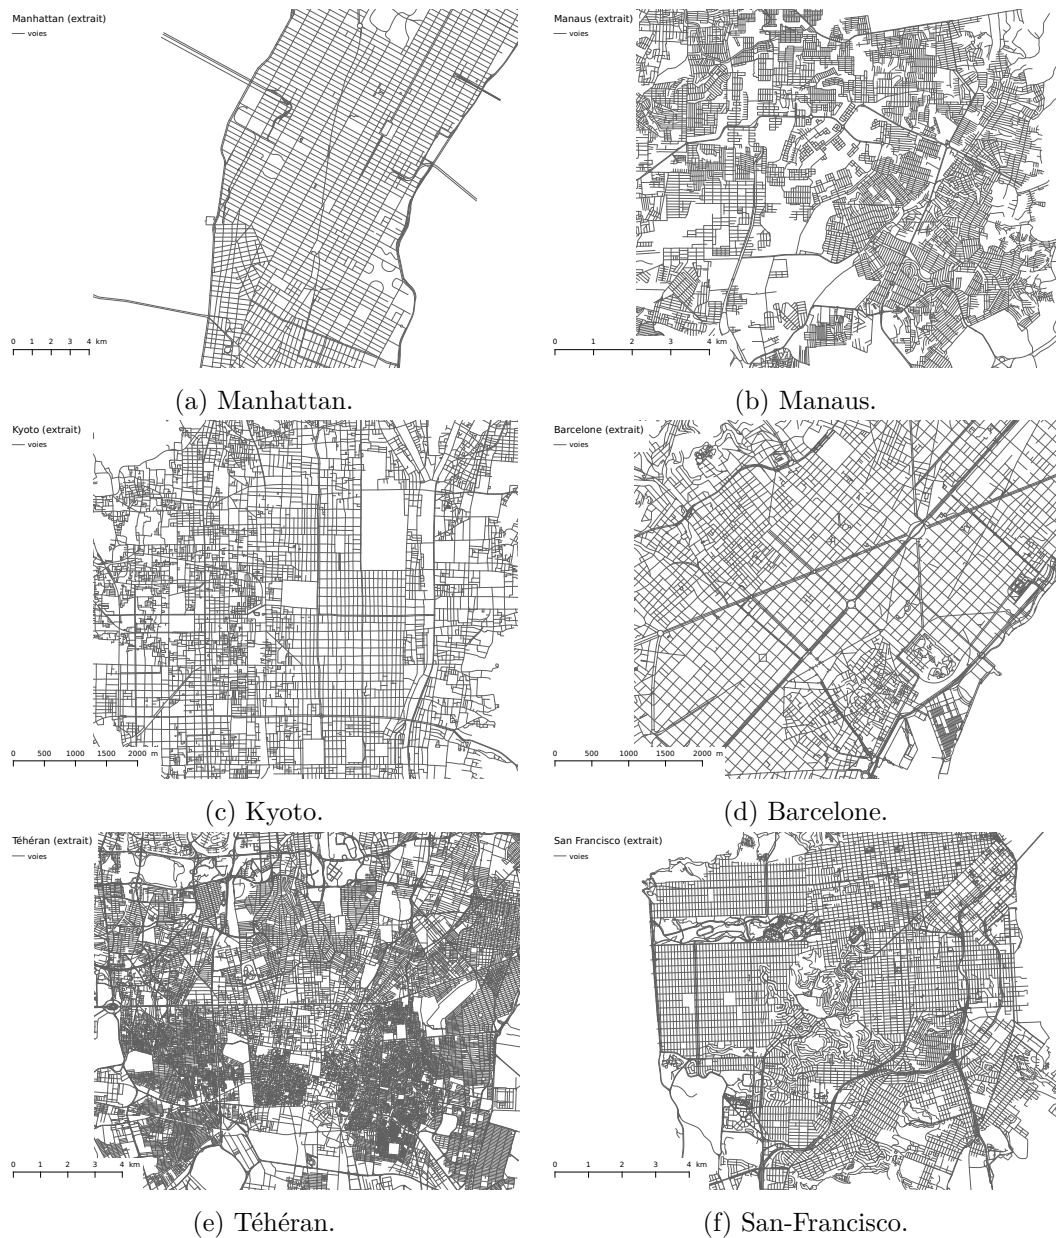 Manhattan (extrait)
voies
0 1 2 3 4 km
(a) Manhattan.
Manaus (extrait)
voies
0 1 2 3 4 km
(b) Manaus.
Kyoto (extrait)
voies
0 500 1000 1500 2000 m
(c) Kyoto.
Barcelone (extrait)
voies
0 500 1000 1500 2000 m
(d) Barcelone.
Téhéran (extrait)
voies
0 1 2 3 4 km
(e) Téhéran.
San Francisco (extrait)
voies
0 1 2 3 4 km
(f) San-Francisco.